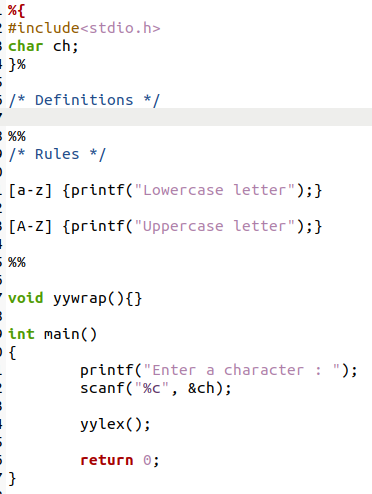 %{
#include<stdio.h>
char ch;
}%
/* Definitions */
%%
/* Rules */
[a-z] {printf("Lowercase letter");}
[A-Z] {printf("Uppercase letter");}
%%
void yywrap(){}
int main()
{
printf("Enter a character : ");
scanf("%c", &ch);
yylex();
return 0;
}